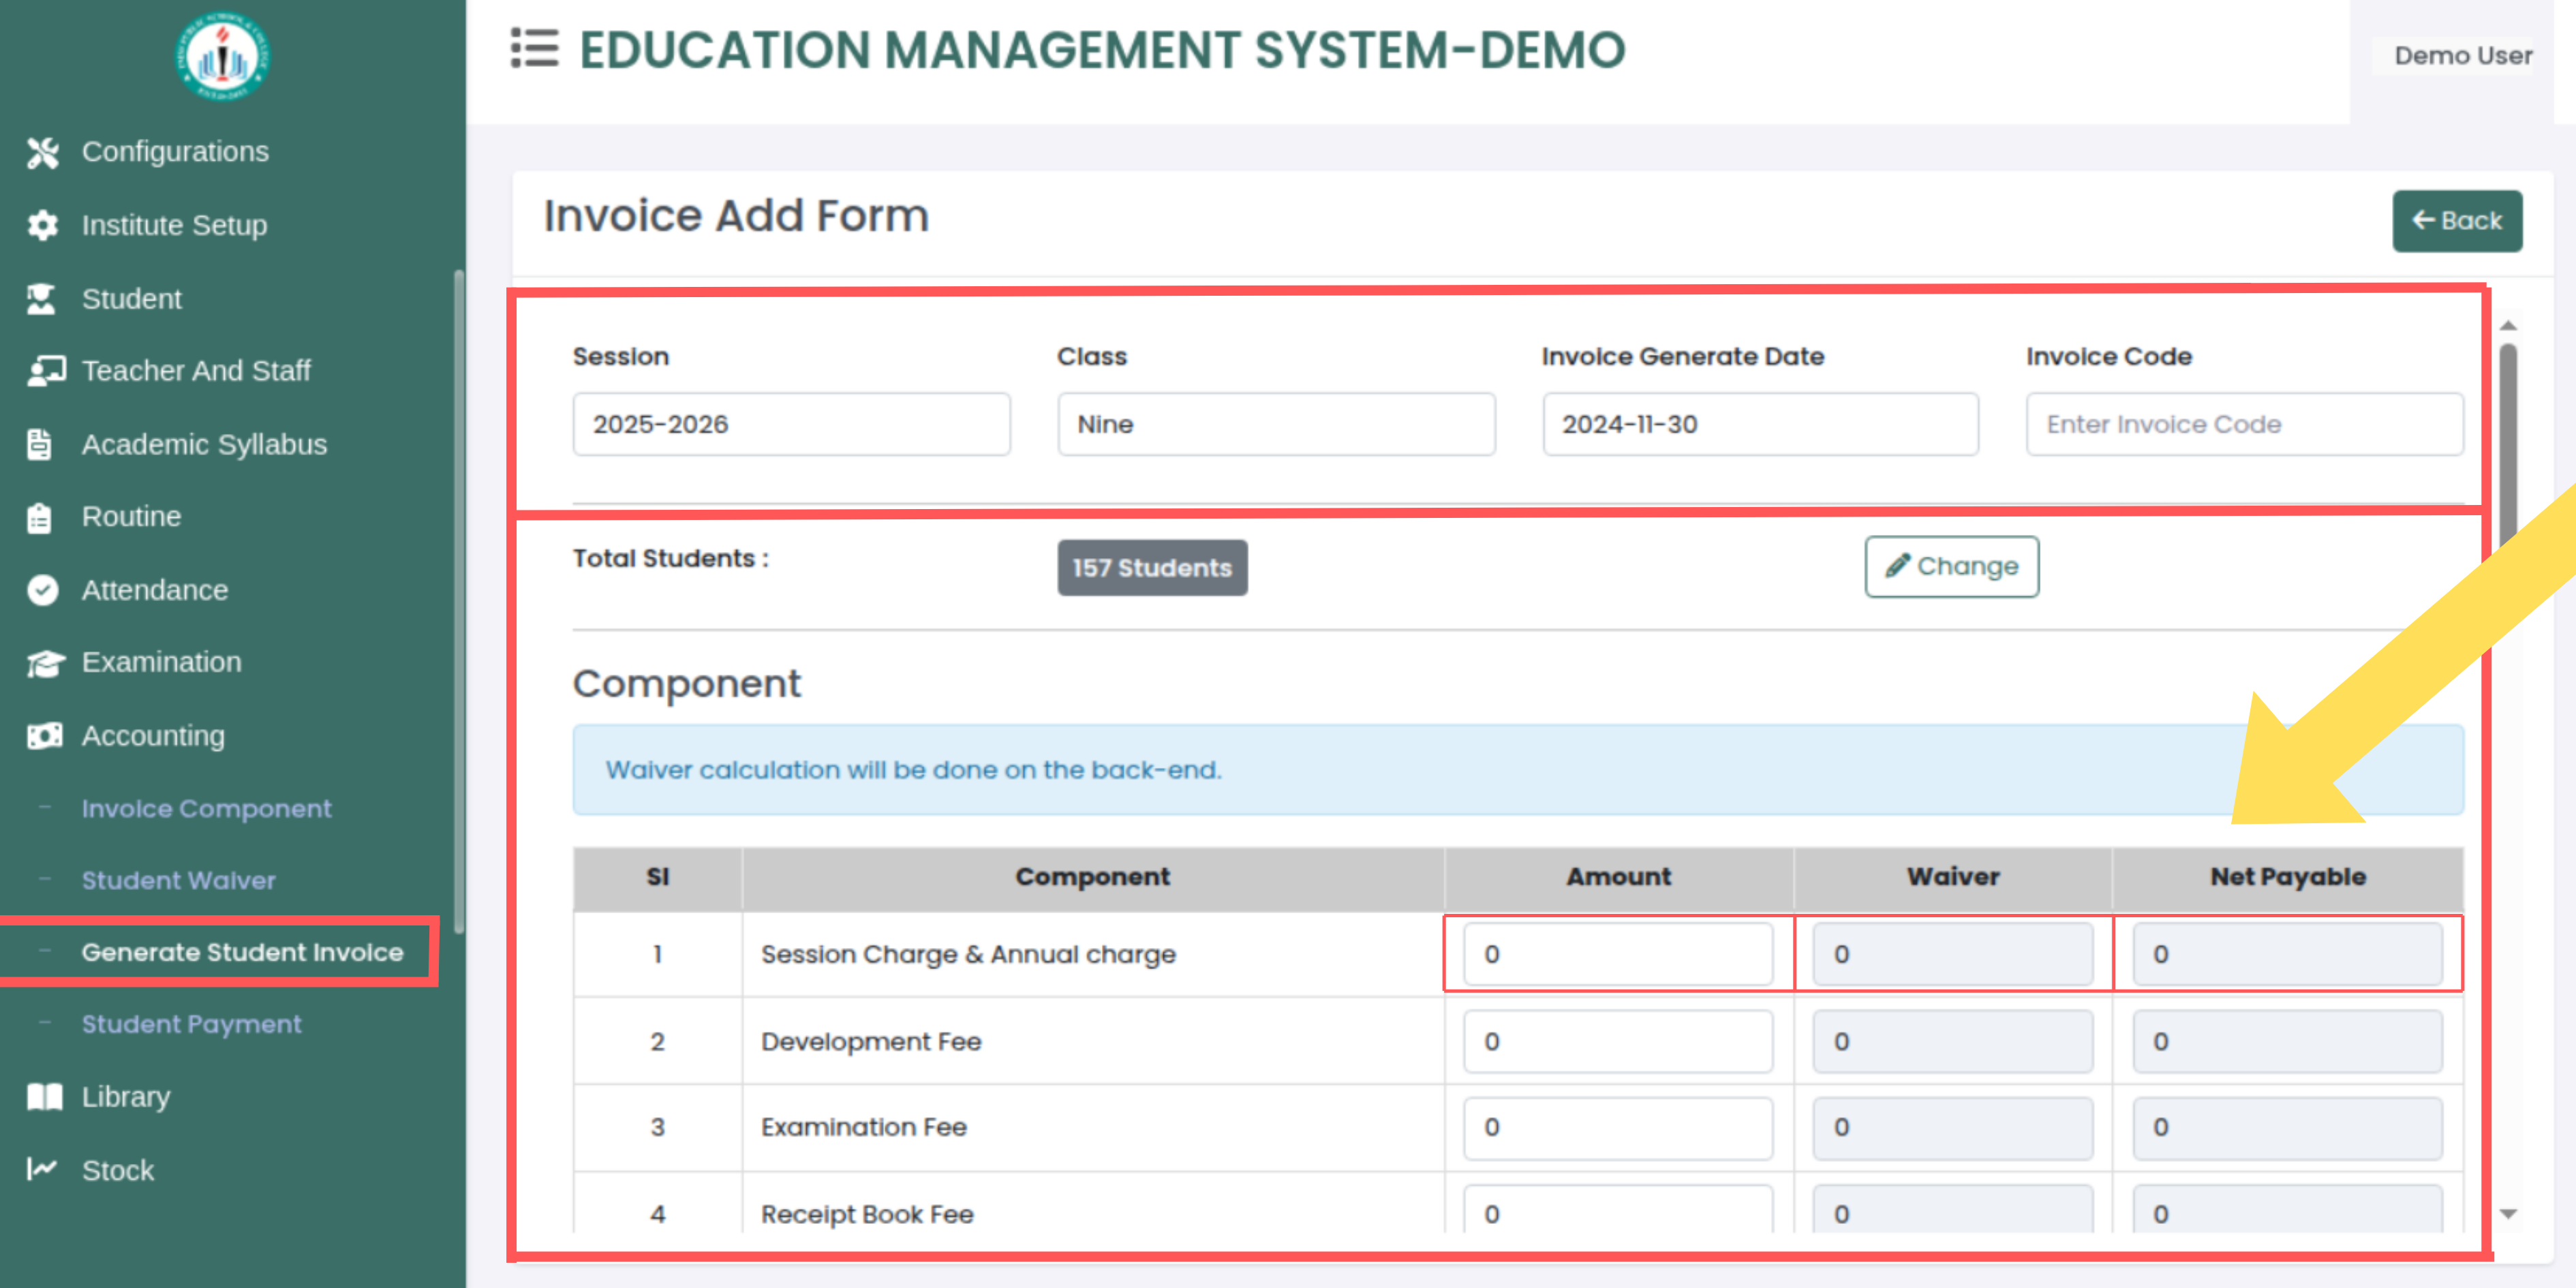 EDUCATION MANAGEMENT SYSTEM-DEMO
Demo User
Configurations
Institute Setup
Student
Teacher And Staff
Academic Syllabus
Routine
Attendance
Examination
Accounting
Invoice Component
Student Waiver
Generate Student Invoice
Student Payment
Library
Stock
Invoice Add Form
Back
Session Class Invoice Generate Date Invoice Code
2025-2026 Nine 2024-11-30 Enter Invoice Code
Total Students : 157 Students Change
Component
Waiver calculation will be done on the back-end.
Sl Component Amount Waiver Net Payable
1 Session Charge & Annual charge 0 0 0
2 Development Fee 0 0 0
3 Examination Fee 0 0 0
4 Receipt Book Fee 0 0 0